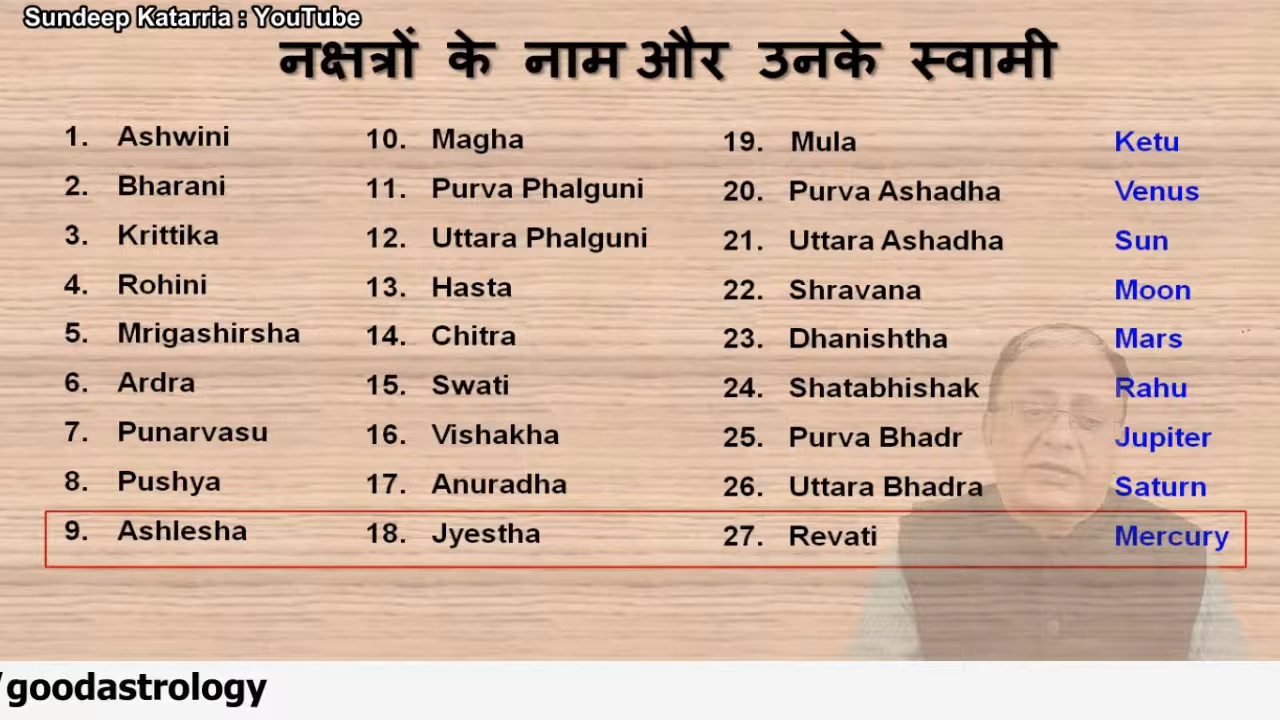 Sundeep Katarria : YouTube
नक्षत्रों के नाम और उनके स्वामी
1. Ashwini 10. Magha 19. Mula Ketu
2. Bharani 11. Purva Phalguni 20. Purva Ashadha Venus
3. Krittika 12. Uttara Phalguni 21. Uttara Ashadha Sun
4. Rohini 13. Hasta 22. Shravana Moon
5. Mrigashirsha 14. Chitra 23. Dhanishtha Mars
6. Ardra 15. Swati 24. Shatabhishak Rahu
7. Punarvasu 16. Vishakha 25. Purva Bhadr Jupiter
8. Pushya 17. Anuradha 26. Uttara Bhadra Saturn
9. Ashlesha 18. Jyestha 27. Revati Mercury
/goodastrology